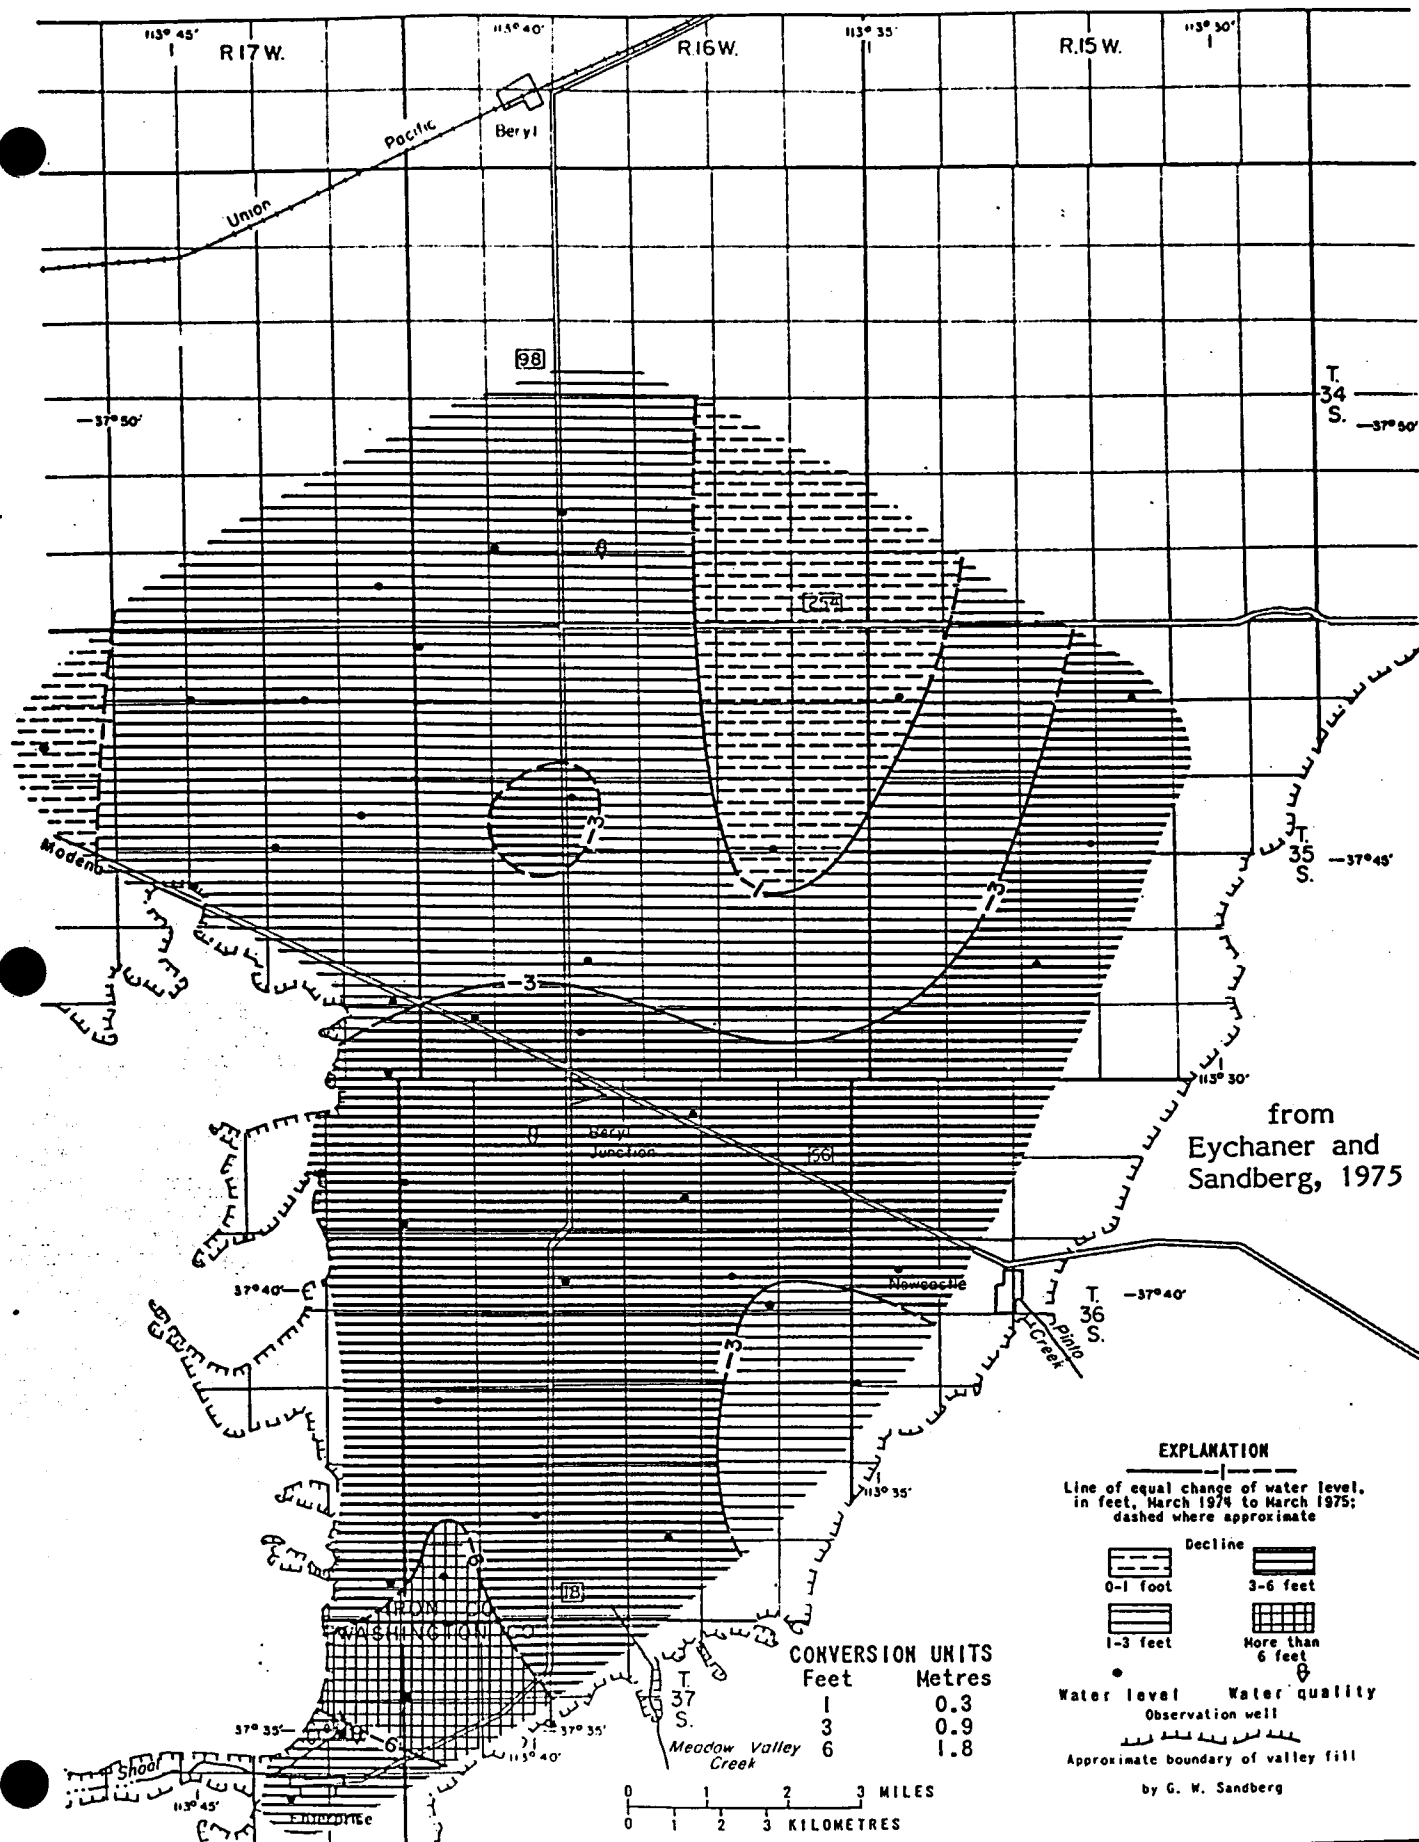 113° 45'
113° 40'
113° 35'
113° 30'
R.17 W.
R.16 W.
R.15 W.
Beryl
Pacific
Union
98
T.
34
S.
37° 50'
37° 50'
254
Modena
-3
T.
35
S.
37° 45'
-3
-3
113° 30'
from
Eychaner and
Sandberg, 1975
Beryl
Junction
56
37° 40'
Newcastle
T.
36
S.
37° 40'
Pinto
Creek
-3
113° 35'
-6
18
IRON CO
WASHINGTON CO
T.
37
S.
37° 35'
37° 35'
-6
113° 40'
Meadow Valley
Creek
Shoal
113° 45'
Enterprise
EXPLANATION
Line of equal change of water level,
in feet, March 1974 to March 1975;
dashed where approximate
Decline
0-1 foot
3-6 feet
1-3 feet
More than
6 feet
Water level
Water quality
Observation well
Approximate boundary of valley fill
by G. W. Sandberg
CONVERSION UNITS
Feet Metres
1 0.3
3 0.9
6 1.8
0 1 2 3 MILES
0 1 2 3 KILOMETRES